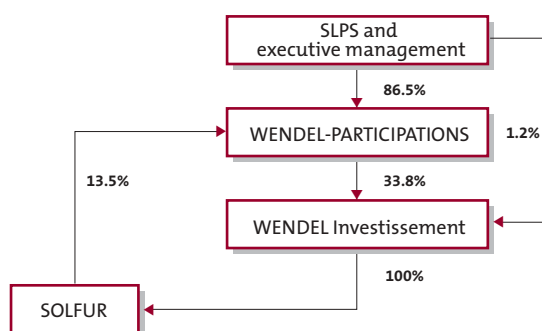 SLPS and
executive management
86.5%
WENDEL-PARTICIPATIONS
1.2%
13.5%
33.8%
WENDEL Investissement
100%
SOLFUR